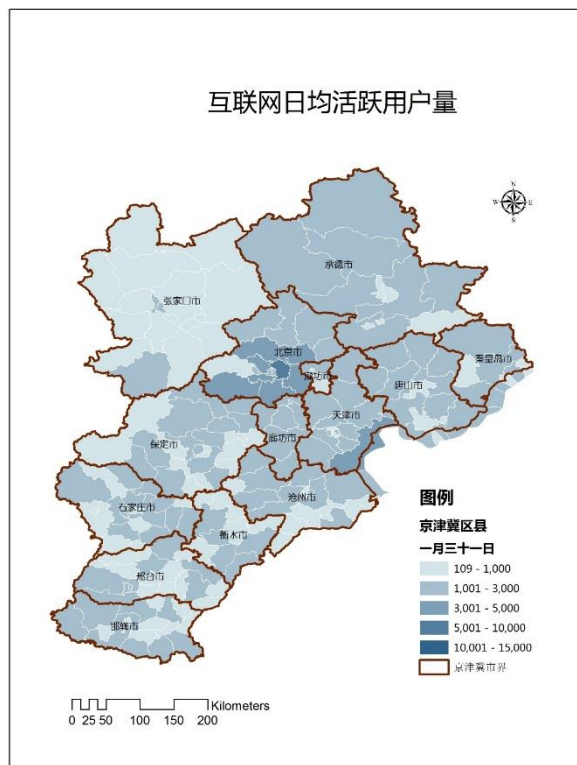 互联网日均活跃用户量
N
W
E
S
承德市
张家口市
北京市
秦皇岛市
廊坊市
唐山市
天津市
保定市
廊坊市
沧州市
石家庄市
衡水市
邢台市
邯郸市
图例
京津冀区县
一月三十一日
109 - 1,000
1,001 - 3,000
3,001 - 5,000
5,001 - 10,000
10,001 - 15,000
京津冀市界
Kilometers
0 25 50 100 150 200